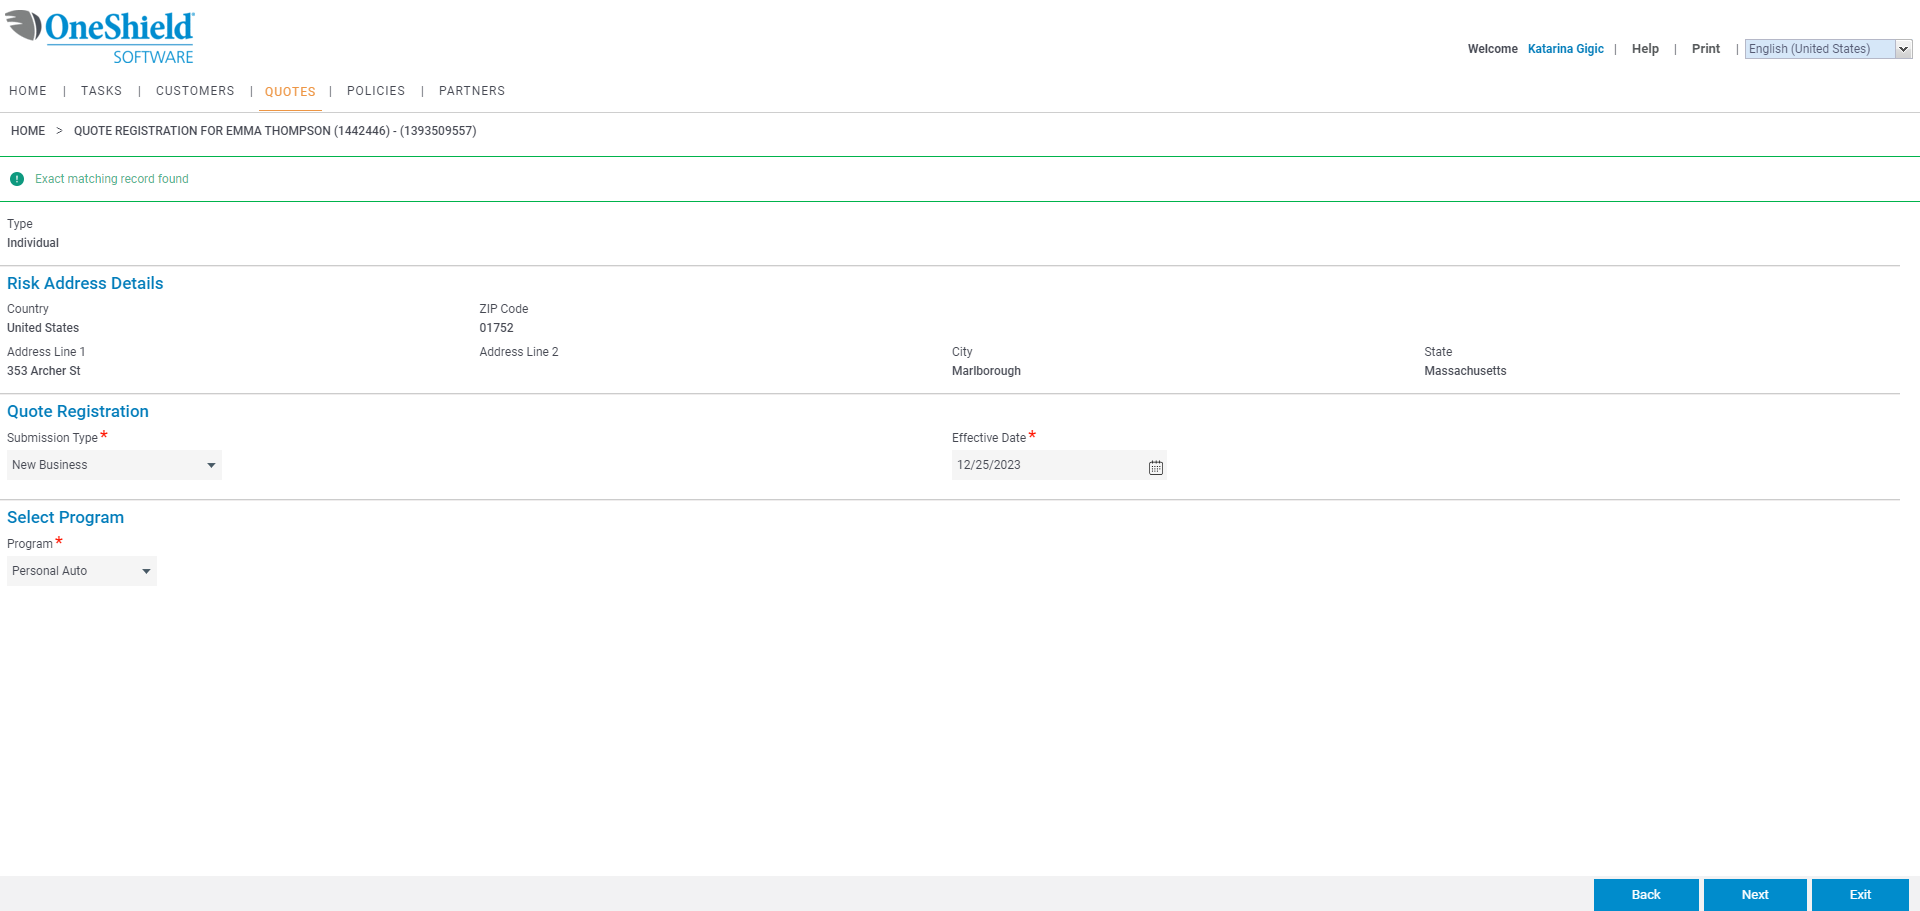 OneShield
SOFTWARE
Welcome Katarina Gigic | Help | Print | English (United States)
HOME | TASKS | CUSTOMERS | QUOTES | POLICIES | PARTNERS
HOME > QUOTE REGISTRATION FOR EMMA THOMPSON (1442446) - (1393509557)
Exact matching record found
Type
Individual
Risk Address Details
Country ZIP Code
United States 01752
Address Line 1 Address Line 2 City State
353 Archer St Marlborough Massachusetts
Quote Registration
Submission Type * Effective Date *
New Business 12/25/2023
Select Program
Program *
Personal Auto
Back Next Exit